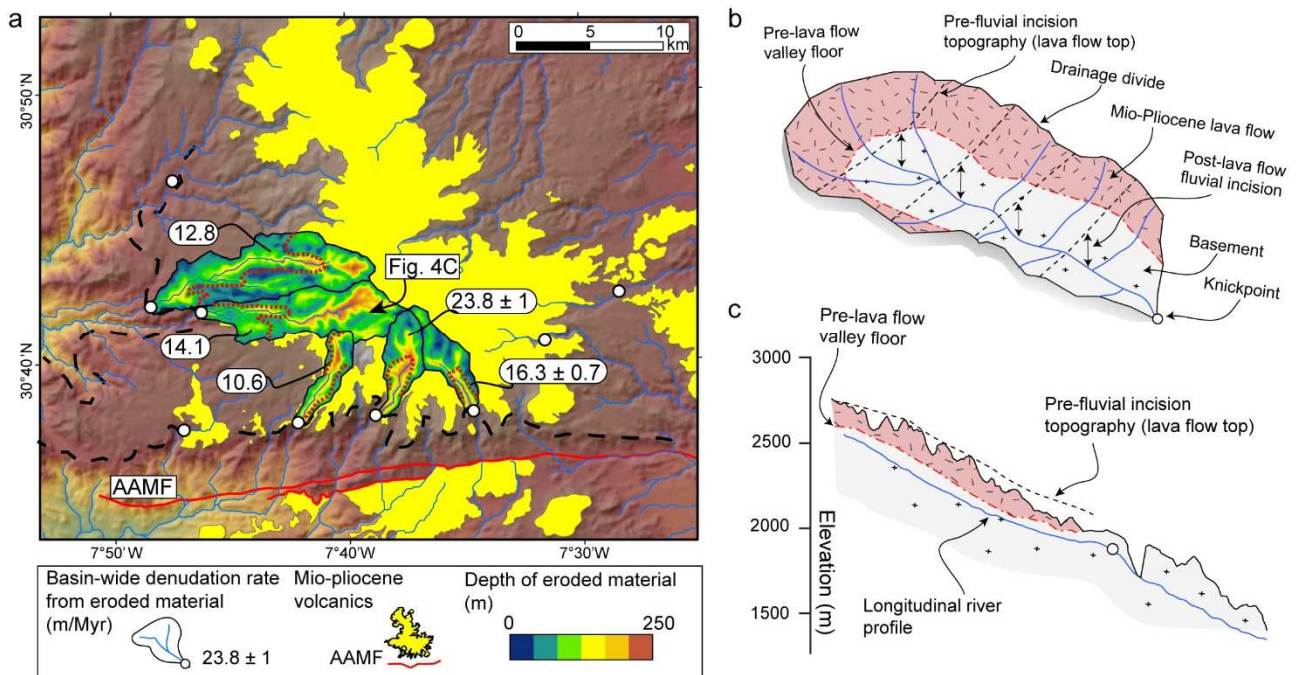 a
0 5 10
km
30°50'N
30°40'N
12.8
Fig. 4C
23.8 ± 1
14.1
10.6
16.3 ± 0.7
AAMF
7°50'W
7°40'W
7°30'W
Basin-wide denudation rate
from eroded material
(m/Myr)
23.8 ± 1
Mio-pliocene
volcanics
AAMF
Depth of eroded material
(m)
0 250
b
Pre-lava flow
valley floor
Pre-fluvial incision
topography (lava flow top)
Drainage divide
Mio-Pliocene lava flow
Post-lava flow
fluvial incision
Basement
Knickpoint
c
Pre-lava flow
valley floor
3000
2500
2000
1500
Elevation (m)
Pre-fluvial incision
topography (lava flow top)
Longitudinal river
profile